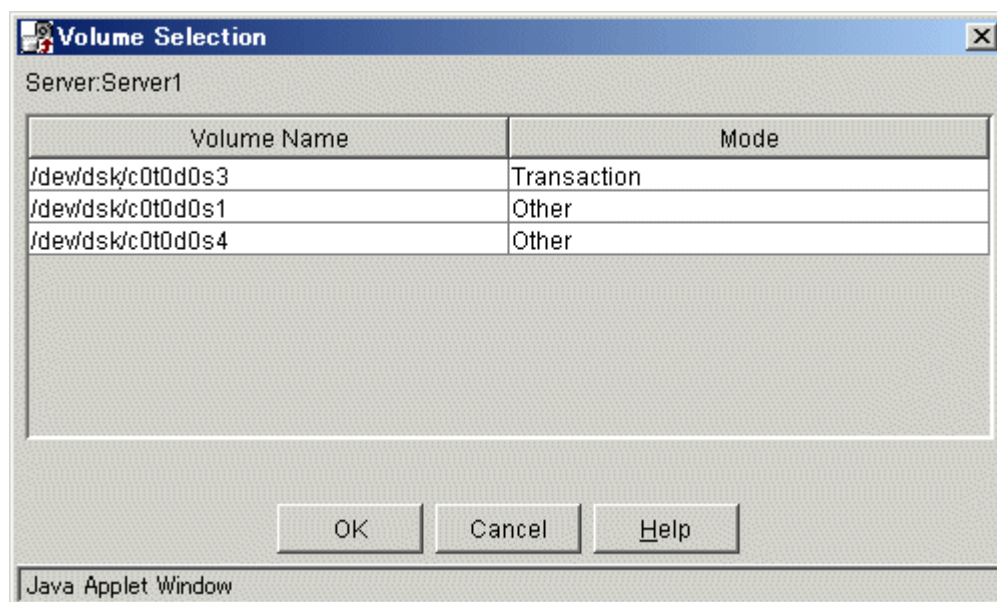 Volume Selection
Server:Server1
Volume Name Mode
/dev/dsk/c0t0d0s3 Transaction
/dev/dsk/c0t0d0s1 Other
/dev/dsk/c0t0d0s4 Other
OK Cancel Help
Java Applet Window